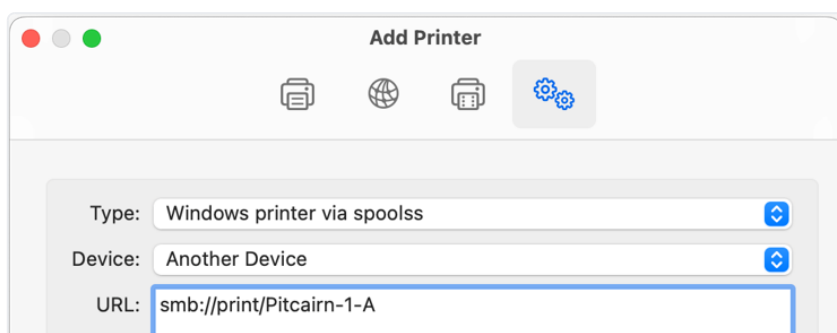 Add Printer
Type: Windows printer via spoolss
Device: Another Device
URL: smb://print/Pitcairn-1-A